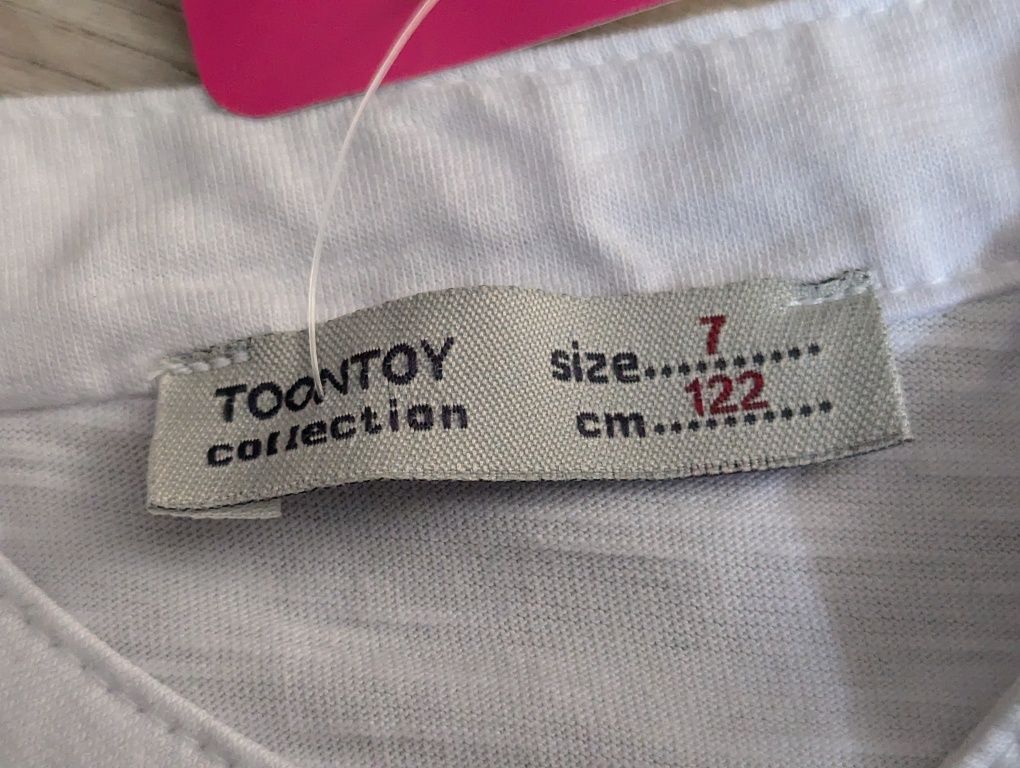 TOONTOY
collection
size...........
7
cm...........
122